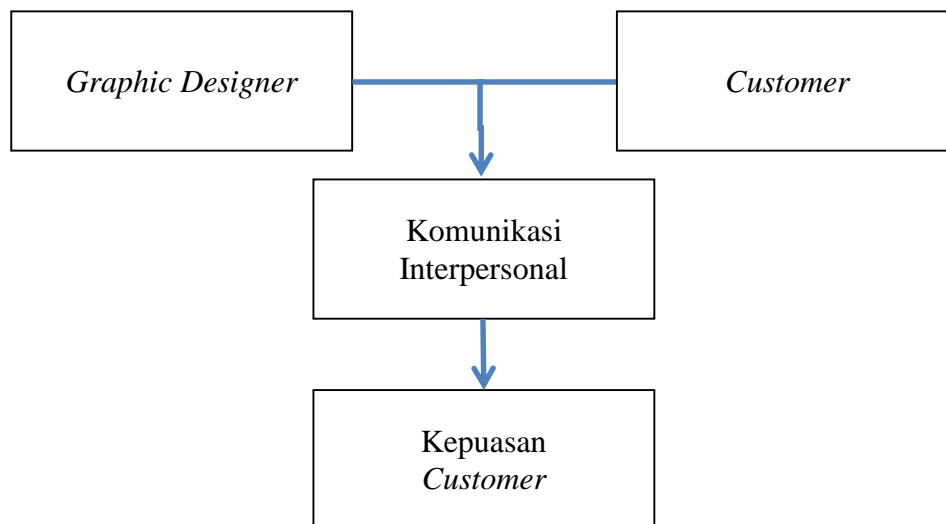 Graphic Designer
Customer
Komunikasi
Interpersonal
Kepuasan
Customer